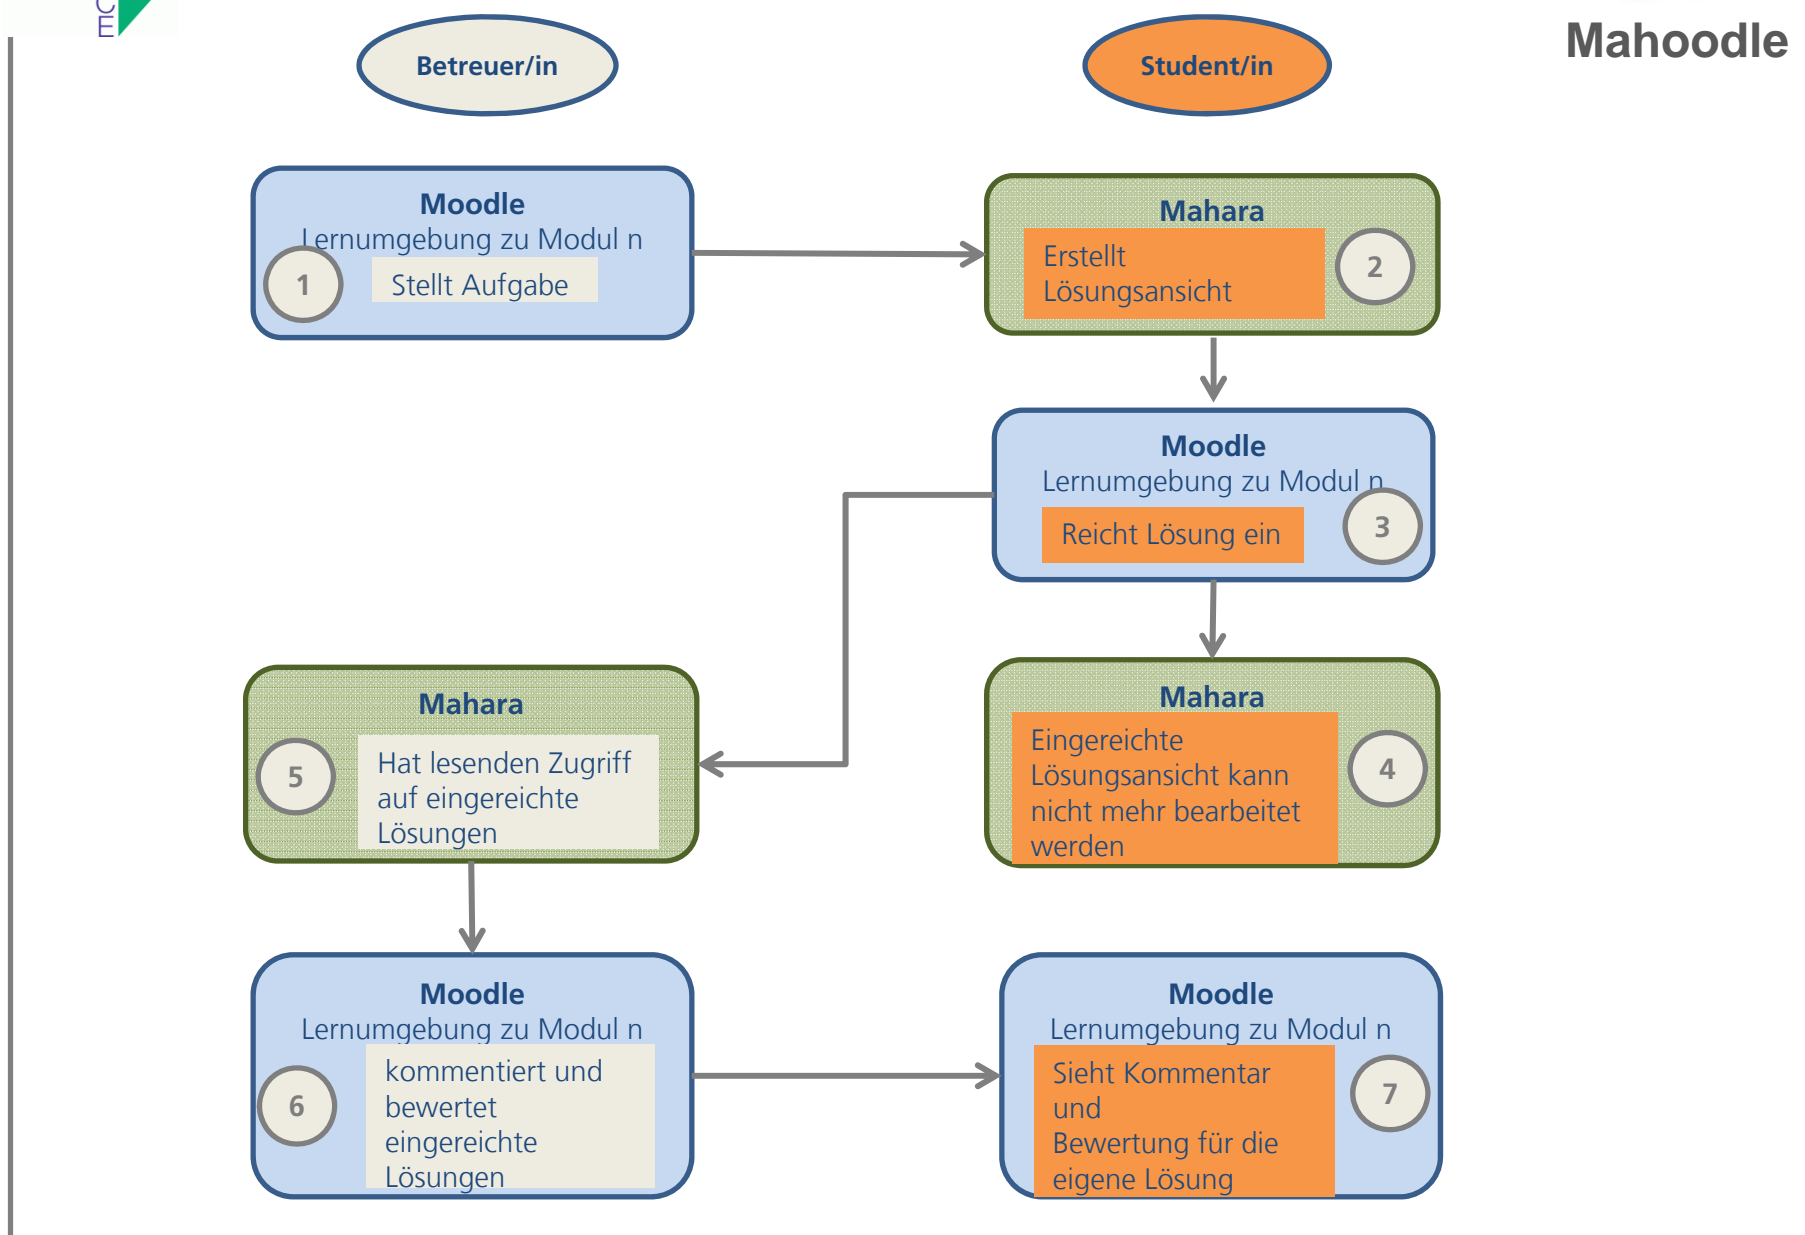 C
E
Mahoodle
Betreuer/in
Student/in
Moodle
Lernumgebung zu Modul n
1
Stellt Aufgabe
Mahara
Erstellt
Lösungsansicht
2
Moodle
Lernumgebung zu Modul n
Reicht Lösung ein
3
Mahara
Eingereichte
Lösungsansicht kann
nicht mehr bearbeitet
werden
4
Mahara
5
Hat lesenden Zugriff
auf eingereichte
Lösungen
Moodle
Lernumgebung zu Modul n
6
kommentiert und
bewertet
eingereichte
Lösungen
Moodle
Lernumgebung zu Modul n
Sieht Kommentar
und
Bewertung für die
eigene Lösung
7